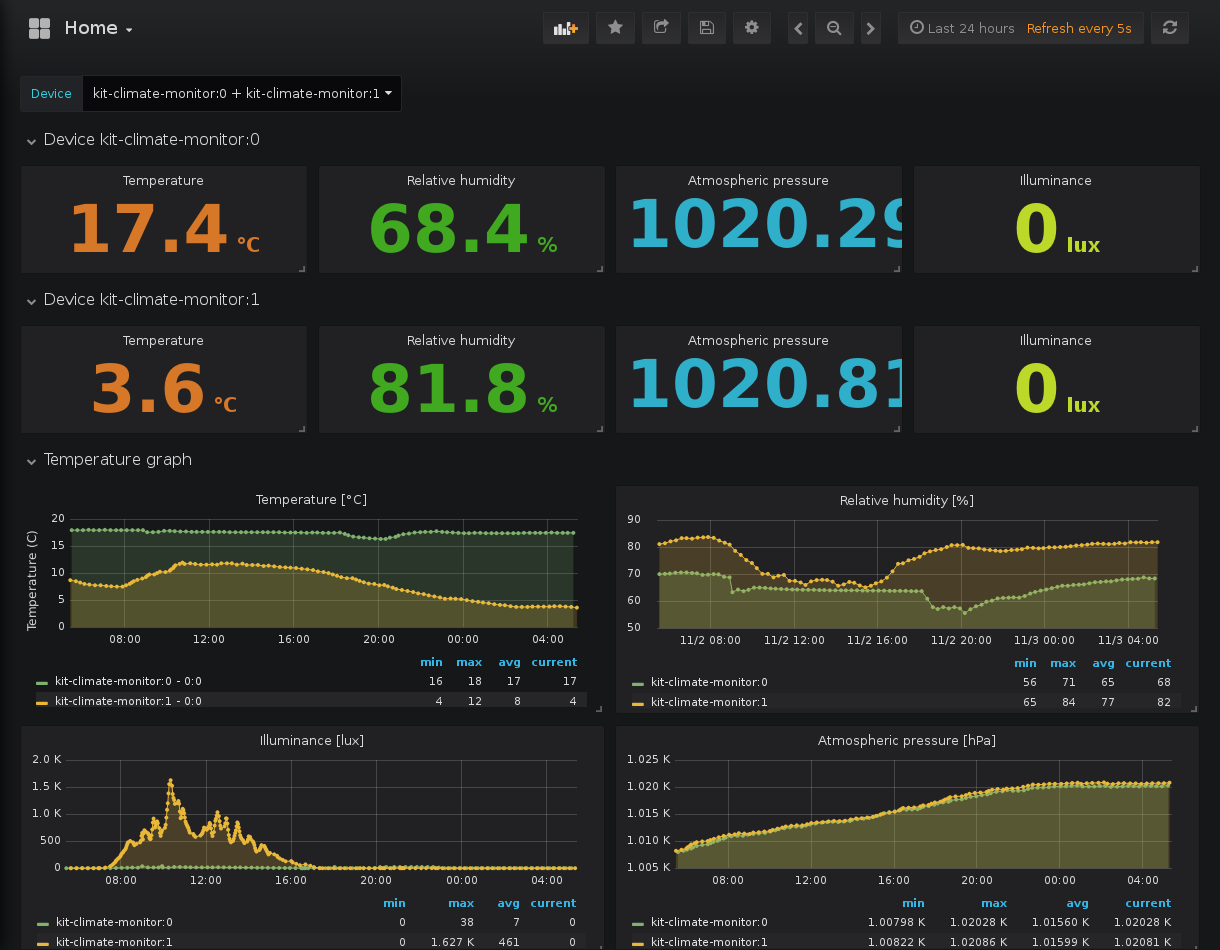 Home
Last 24 hours Refresh every 5s
Device kit-climate-monitor:0 + kit-climate-monitor:1
Device kit-climate-monitor:0
Temperature Relative humidity Atmospheric pressure Illuminance
17.4 °C 68.4 % 1020.29 0 lux
Device kit-climate-monitor:1
Temperature Relative humidity Atmospheric pressure Illuminance
3.6 °C 81.8 % 1020.81 0 lux
Temperature graph
Temperature [°C]
Temperature (C)
20
15
10
5
0
08:00 12:00 16:00 20:00 00:00 04:00
min max avg current
kit-climate-monitor:0 - 0:0 16 18 17 17
kit-climate-monitor:1 - 0:0 4 12 8 4
Relative humidity [%]
90
80
70
60
50
11/2 08:00 11/2 12:00 11/2 16:00 11/2 20:00 11/3 00:00 11/3 04:00
min max avg current
kit-climate-monitor:0 56 71 65 68
kit-climate-monitor:1 65 84 77 82
Illuminance [lux]
2.0 K
1.5 K
1.0 K
500
0
08:00 12:00 16:00 20:00 00:00 04:00
min max avg current
kit-climate-monitor:0 0 38 7 0
kit-climate-monitor:1 0 1.627 K 461 0
Atmospheric pressure [hPa]
1.025 K
1.020 K
1.015 K
1.010 K
1.005 K
08:00 12:00 16:00 20:00 00:00 04:00
min max avg current
kit-climate-monitor:0 1.00798 K 1.02028 K 1.01560 K 1.02028 K
kit-climate-monitor:1 1.00822 K 1.02086 K 1.01599 K 1.02081 K